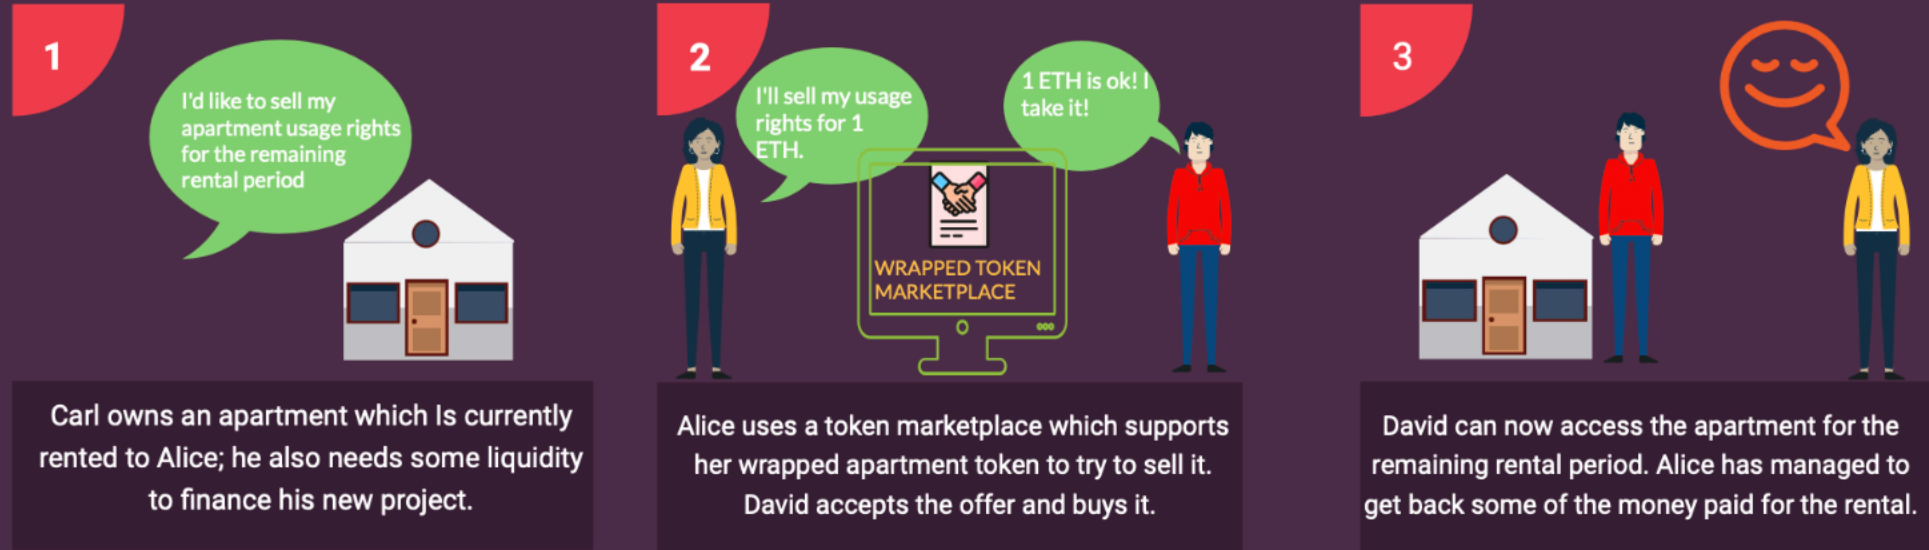 1
I'd like to sell my
apartment usage rights
for the remaining
rental period
Carl owns an apartment which Is currently
rented to Alice; he also needs some liquidity
to finance his new project.
2
I'll sell my usage
rights for 1
ETH.
1 ETH is ok! I
take it!
WRAPPED TOKEN
MARKETPLACE
Alice uses a token marketplace which supports
her wrapped apartment token to try to sell it.
David accepts the offer and buys it.
3
David can now access the apartment for the
remaining rental period. Alice has managed to
get back some of the money paid for the rental.